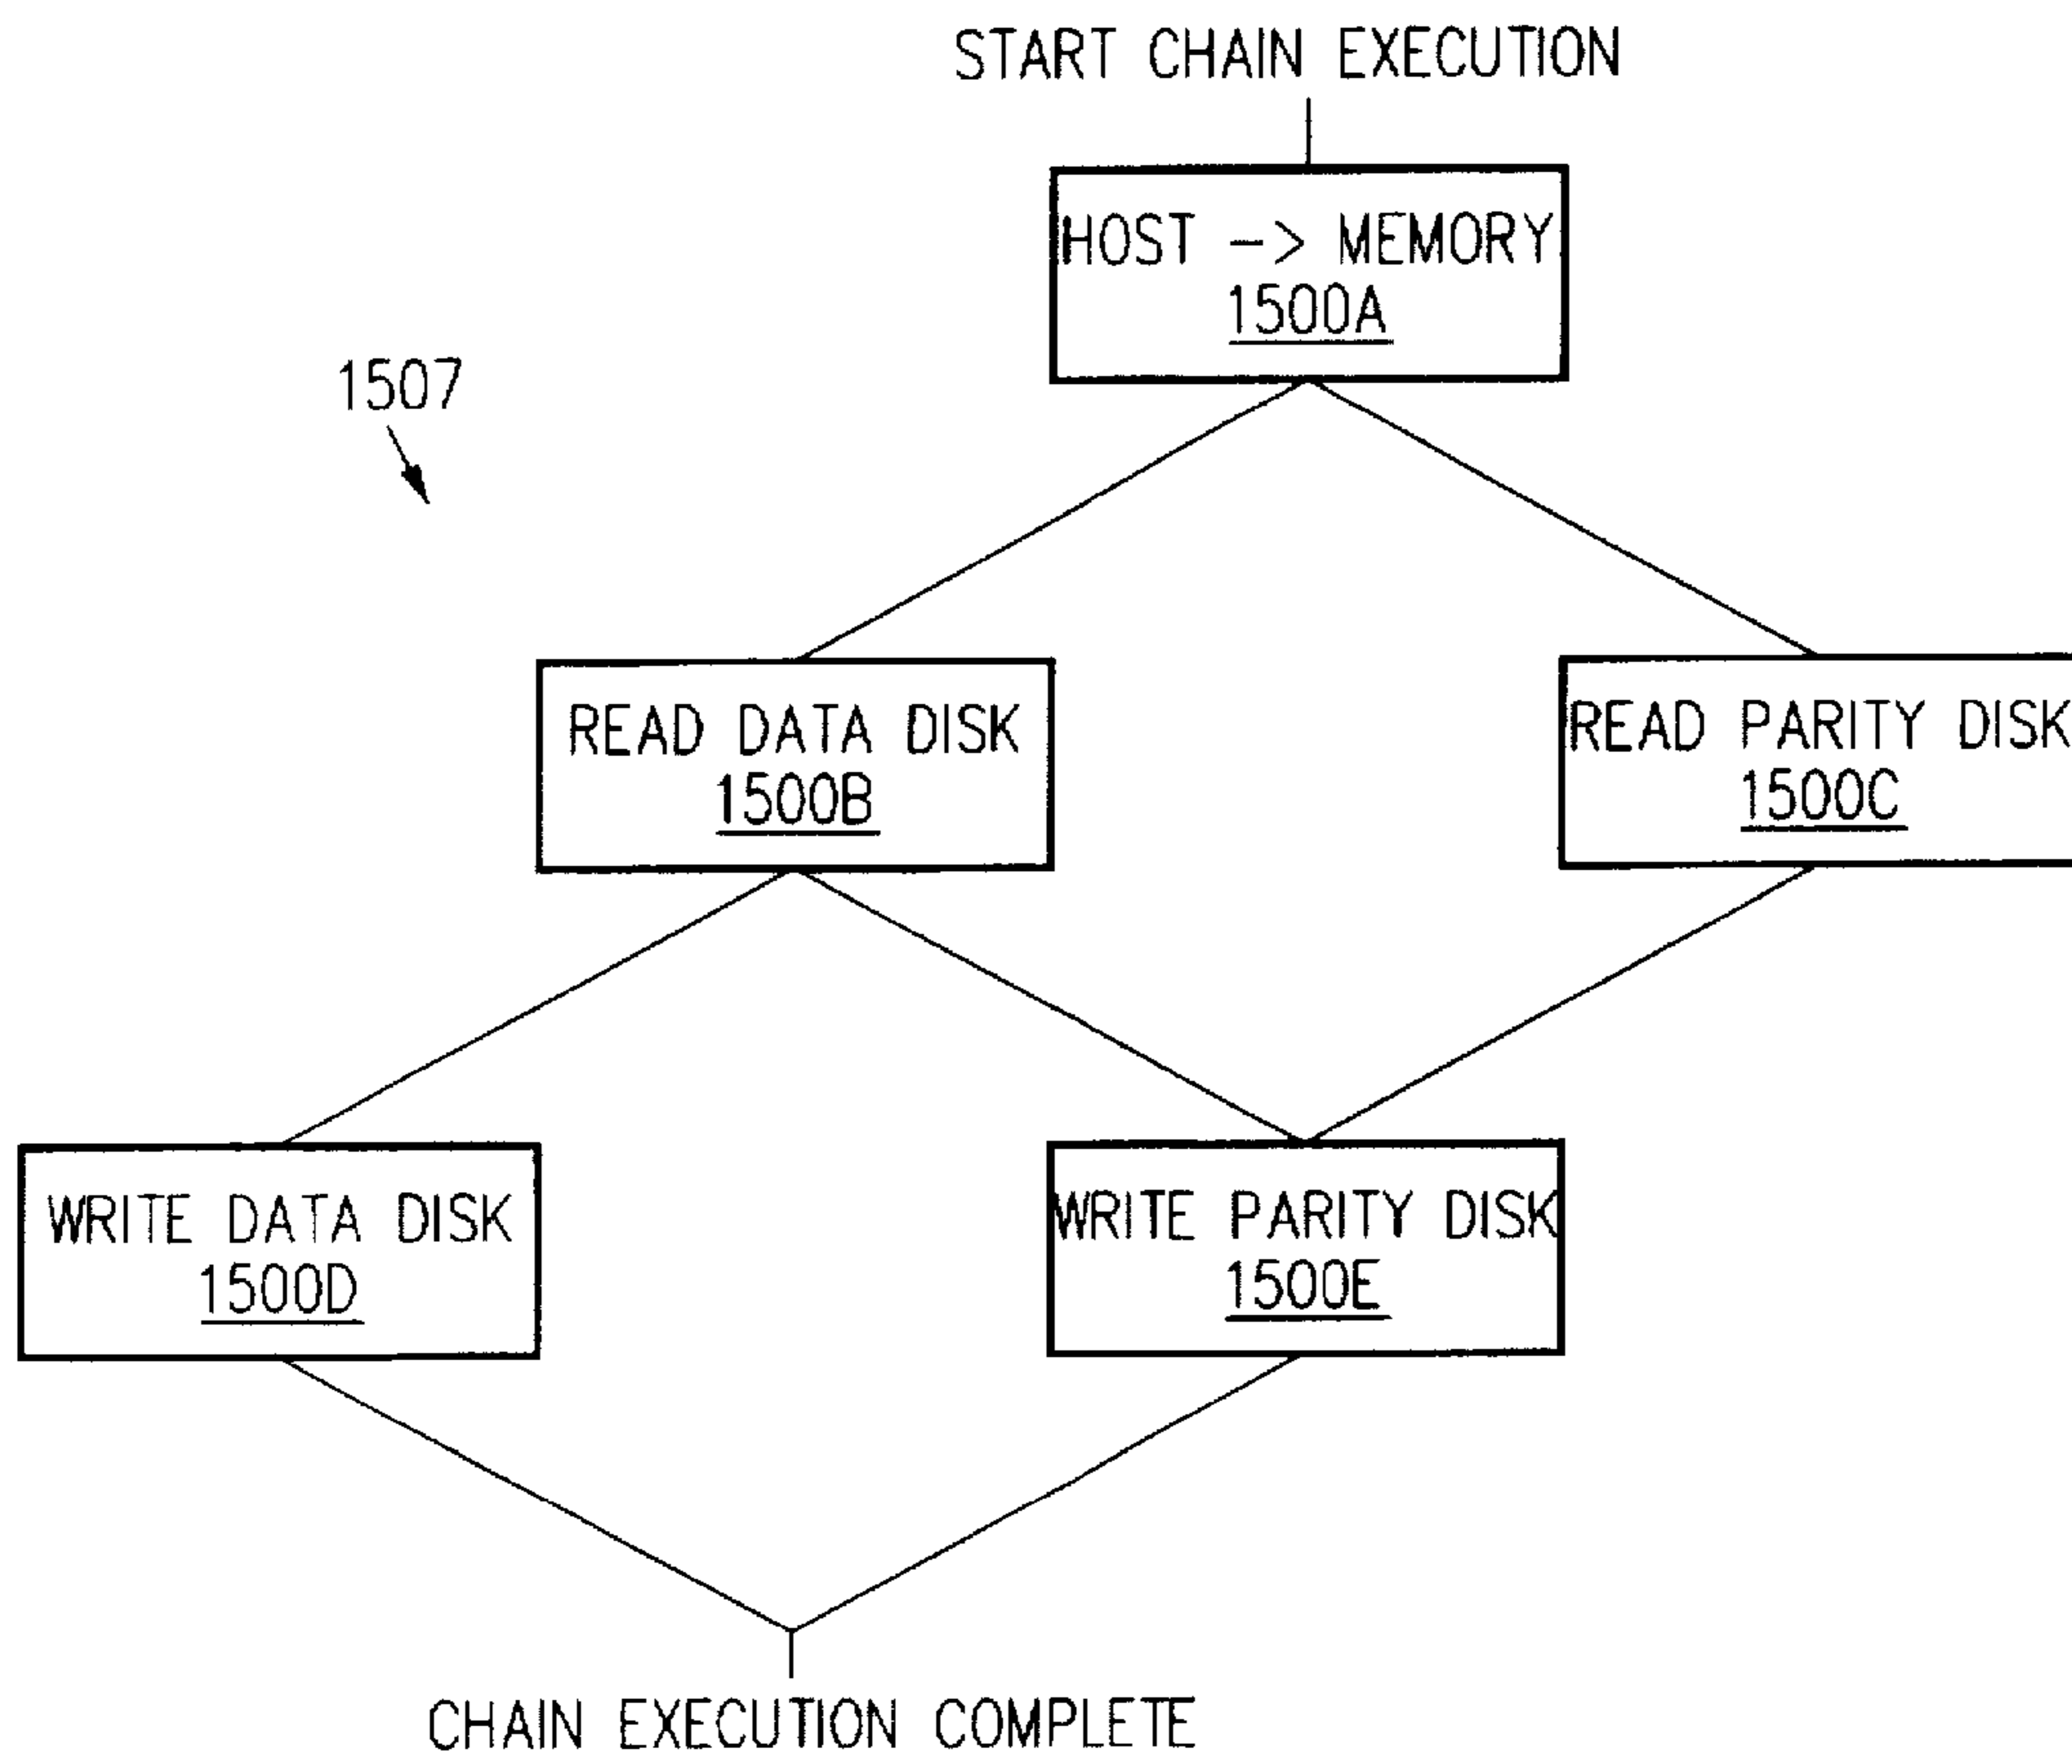 START CHAIN EXECUTION
HOST -> MEMORY
1500A
1507
READ DATA DISK
1500B
READ PARITY DISK
1500C
WRITE DATA DISK
1500D
WRITE PARITY DISK
1500E
CHAIN EXECUTION COMPLETE